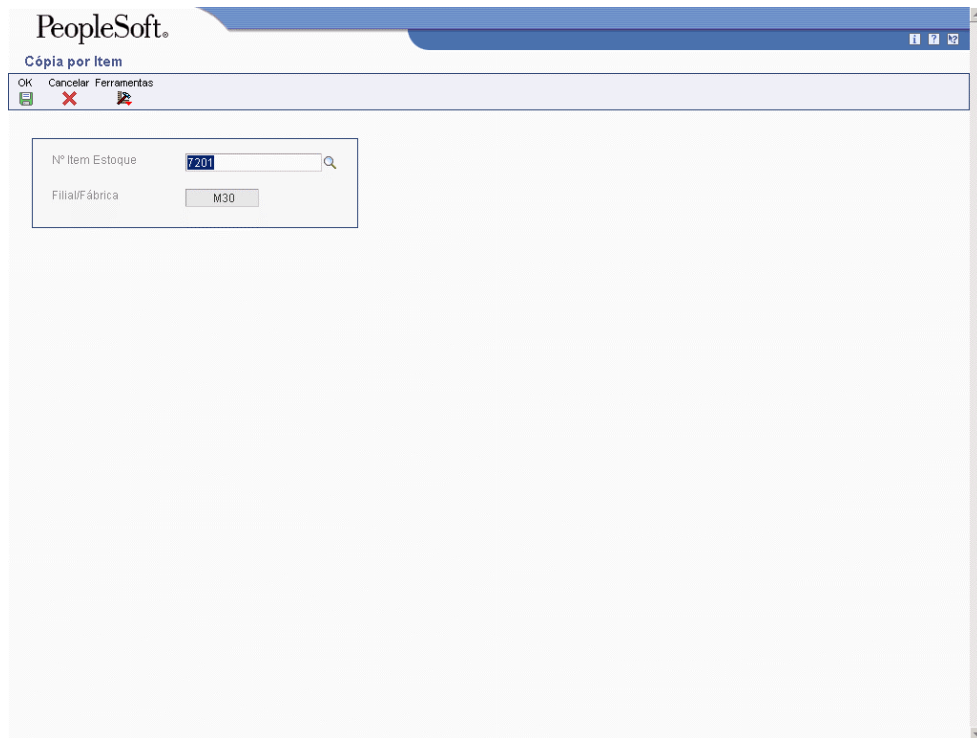 PeopleSoft®
Cópia por Item
OK Cancelar Ferramentas
Nº Item Estoque 7201
Filial/Fábrica M30